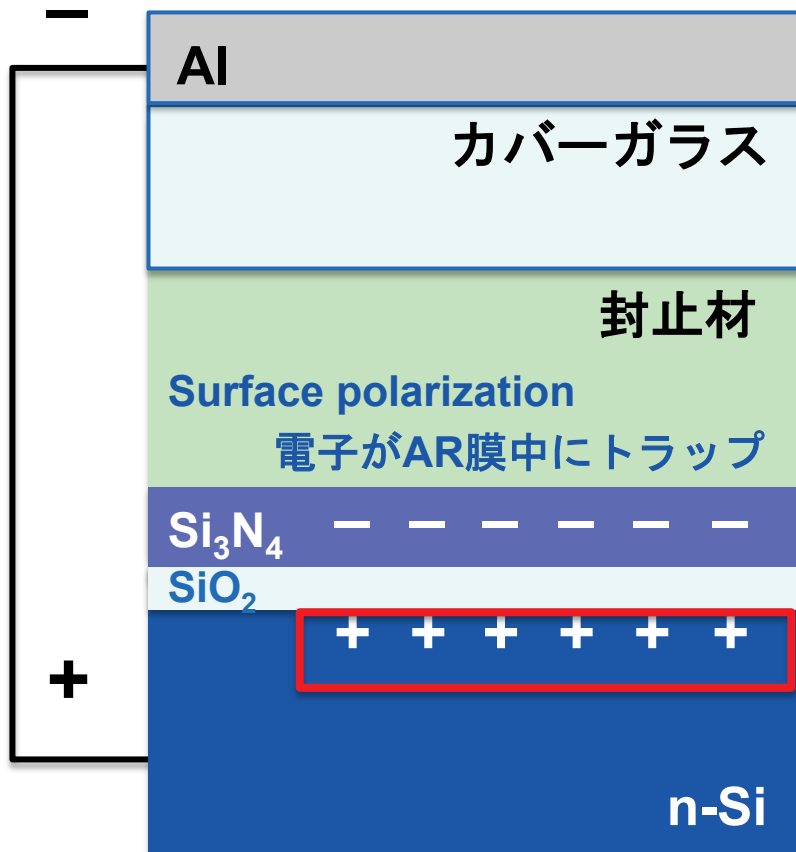 −
Al
カバーガラス
封止材
Surface polarization
電子がAR膜中にトラップ
Si₃N₄ − − − − − −
SiO₂
+ + + + + +
+
n-Si